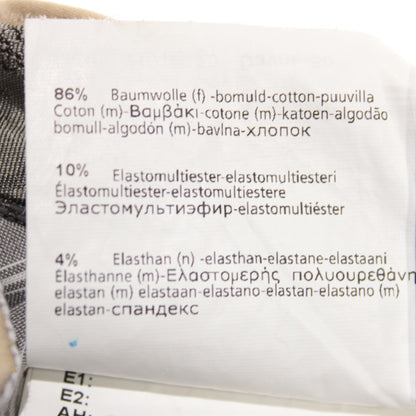 86% Baumwolle (f) -bomuld-cotton-puuvilla
Coton (m)-Βαμβάκι-cotone (m)-katoen-algodão
bomull-algodón (m)-bavlna-хлопок
10% Elastomultiester-elastomultiesteri
Élastomultiester-elastomultiestere
Эластомультиэфир-elastomultiéster
4% Elasthan (n) -elasthan-elastane-elastaani
Élasthanne (m)-Ελαστομερής πολυουρεθάνη
elastan (m) elastaan-elastano-elastan-elastano (m)
elastan-спандекс
E1:
E2: